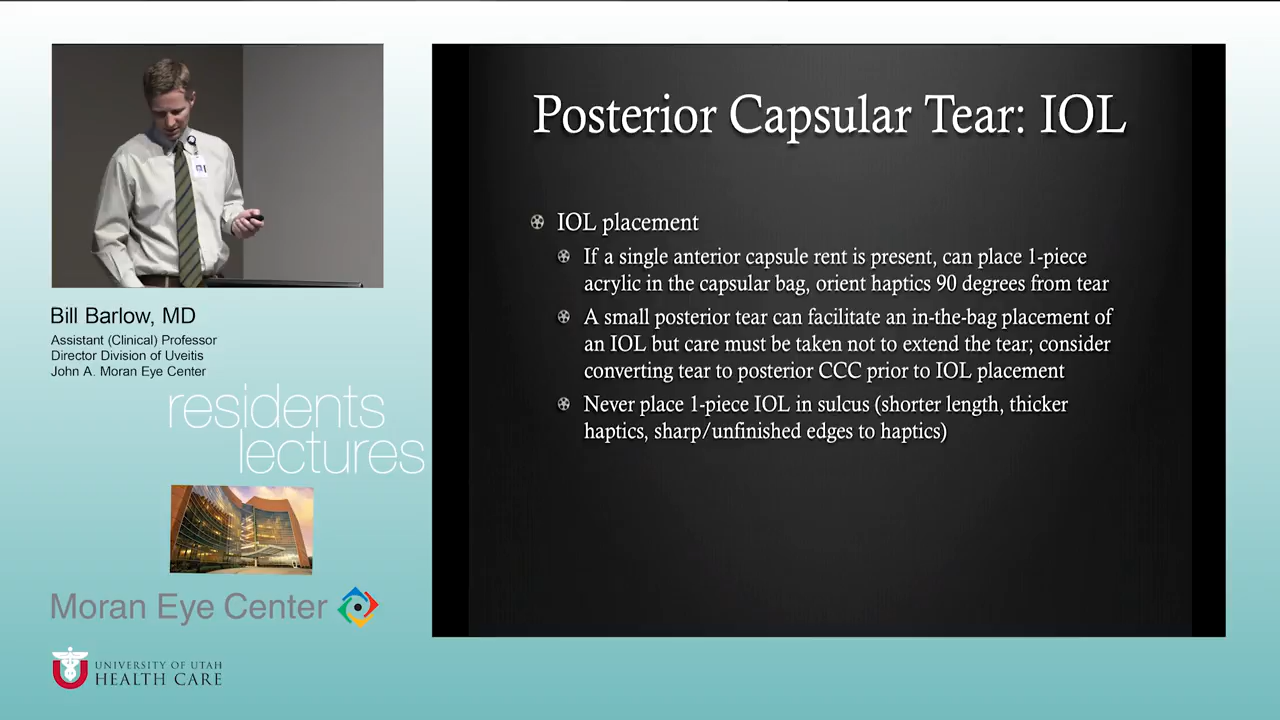 Posterior Capsular Tear: IOL
IOL placement
If a single anterior capsule rent is present, can place 1-piece
acrylic in the capsular bag, orient haptics 90 degrees from tear
A small posterior tear can facilitate an in-the-bag placement of
an IOL but care must be taken not to extend the tear; consider
converting tear to posterior CCC prior to IOL placement
Never place 1-piece IOL in sulcus (shorter length, thicker
haptics, sharp/unfinished edges to haptics)
Bill Barlow, MD
Assistant (Clinical) Professor
Director Division of Uveitis
John A. Moran Eye Center
residents
lectures
Moran Eye Center
UNIVERSITY OF UTAH
HEALTH CARE